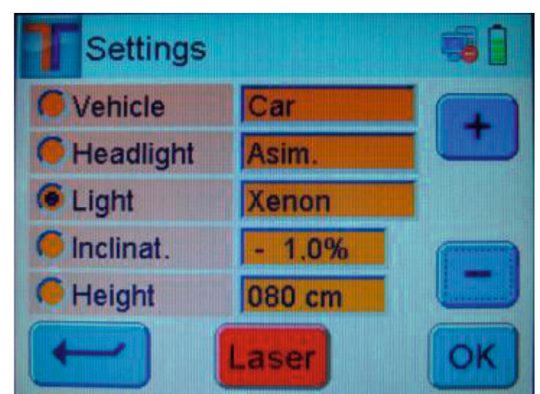 Settings
Vehicle Car
Headlight Asim.
Light Xenon
Inclinat. - 1.0%
Height 080 cm
+
-
Laser
OK